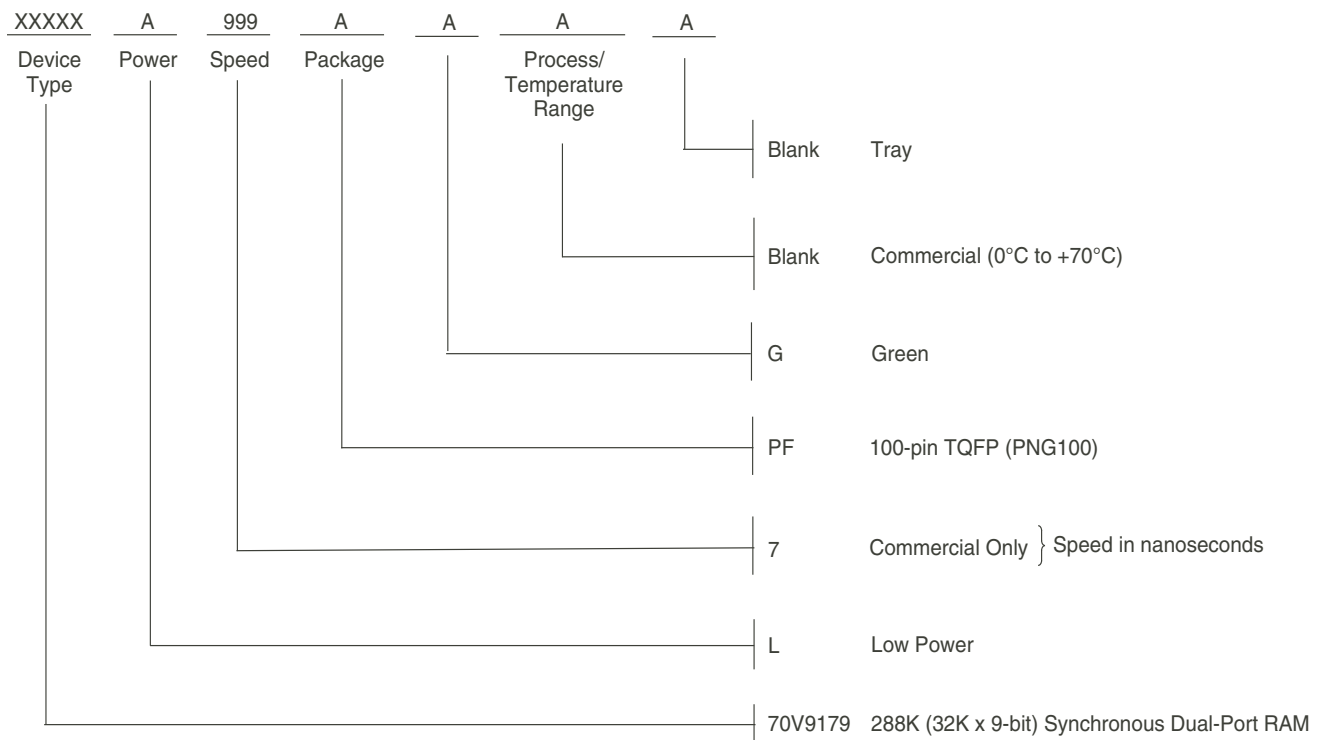 XXXXX A 999 A A A A
Device Type Power Speed Package Process/ Temperature Range
Blank Tray
Blank Commercial (0°C to +70°C)
G Green
PF 100-pin TQFP (PNG100)
7 Commercial Only } Speed in nanoseconds
L Low Power
70V9179 288K (32K x 9-bit) Synchronous Dual-Port RAM